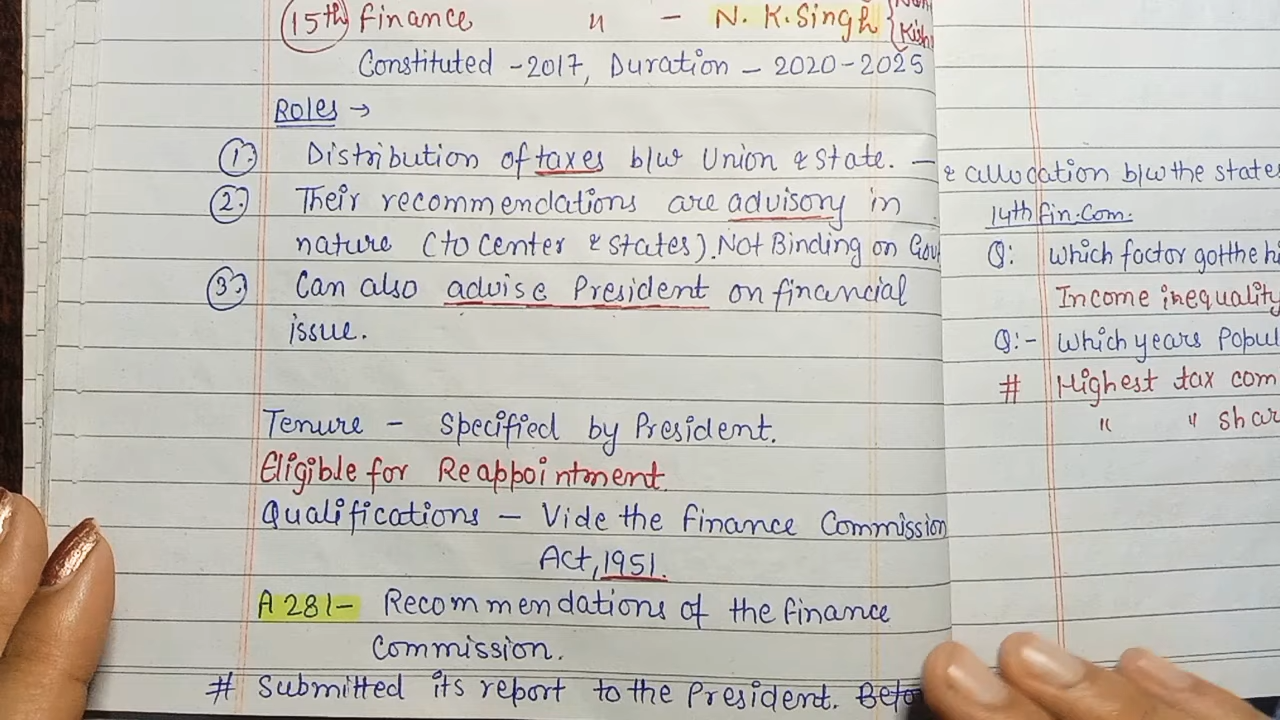 15th finance " - N. K. Singh
Constituted - 2017, Duration - 2020-2025
Roles →
1. Distribution of taxes b/w Union & State. -
2. Their recommendations are advisory in
nature (to center & states). Not Binding on
3. Can also advise President on financial
issue.
Tenure - Specified by President.
Eligible for Reappointment
Qualifications - Vide the finance Commission
Act, 1951.
A 281- Recommendations of the finance
Commission.
# Submitted its report to the President.
& allocation b/w the states
14th fin. Com.
Q: which factor got the
Income inequality
Q:- which years
# Highest tax
" "